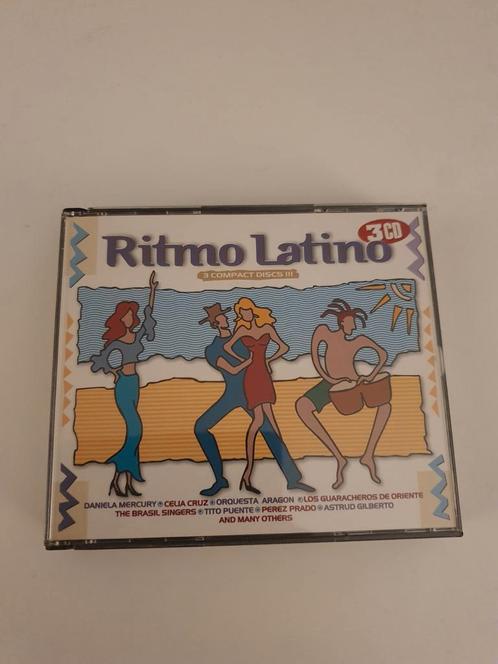 Ritmo Latino
3CD
3 COMPACT DISCS !!!
DANIELA MERCURY CELIA CRUZ ORQUESTA ARAGON LOS GUARACHEROS DE ORIENTE
THE BRASIL SINGERS TITO PUENTE PEREZ PRADO ASTRUD GILBERTO
AND MANY OTHERS